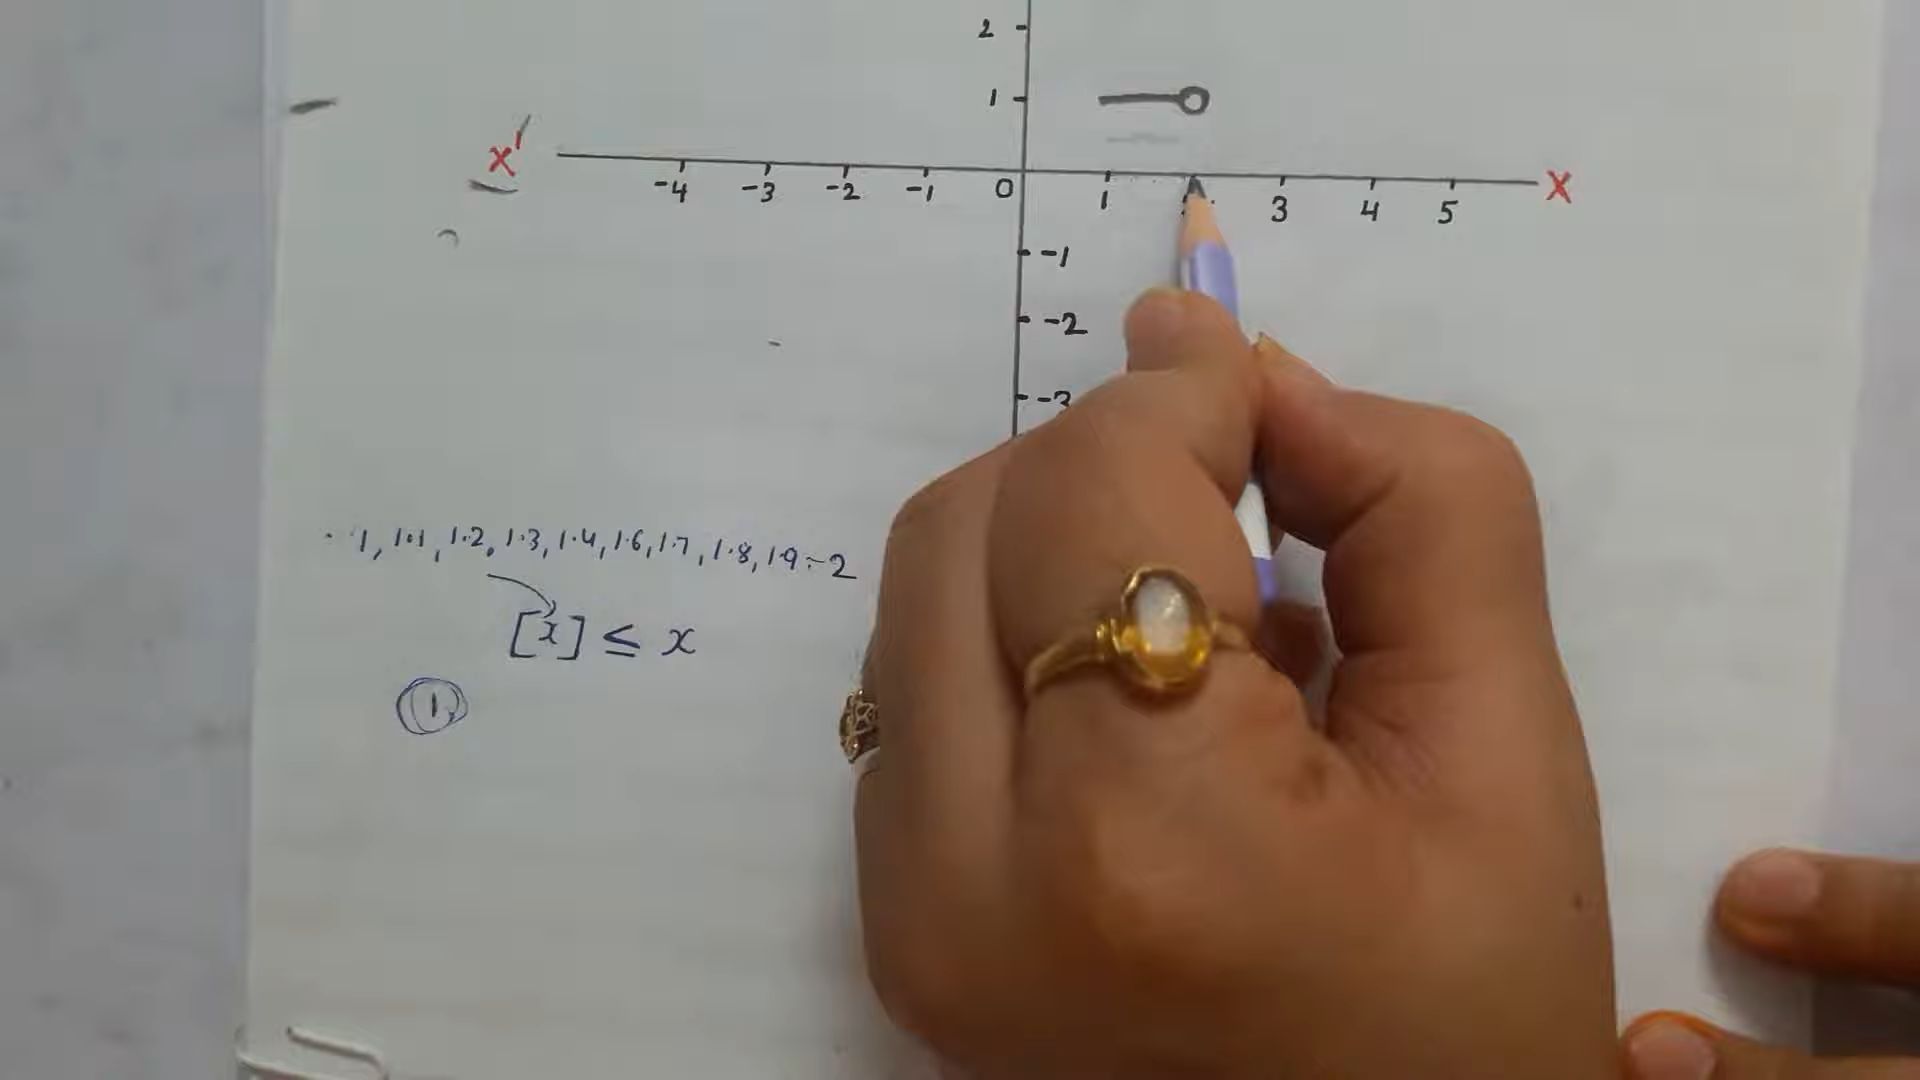 2
1
X'
-4 -3 -2 -1 0 1 3 4 5 X
-1
-2
-3
1, 1.1, 1.2, 1.3, 1.4, 1.6, 1.7, 1.8, 1.9 - 2
[x] ≤ x
1